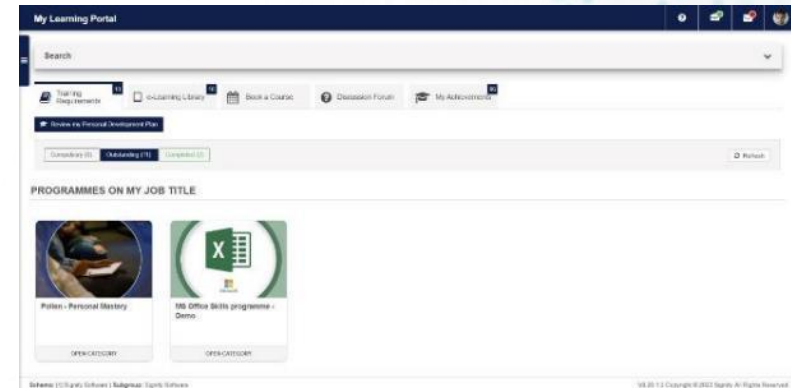 My Learning Portal
Search
Training
Requirements
e-Learning Library
Book a Course
Discussion Forum
My Achievements
Review my Personal Development Plan
Outstanding (11)
Refresh
PROGRAMMES ON MY JOB TITLE
Pollen - Personal Mastery
MS Office Skills programme -
Demo
OPEN CATEGORY
OPEN CATEGORY